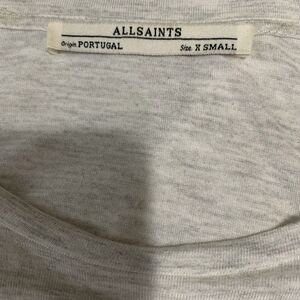 ALLSAINTS
Origin. PORTUGAL Size. X SMALL